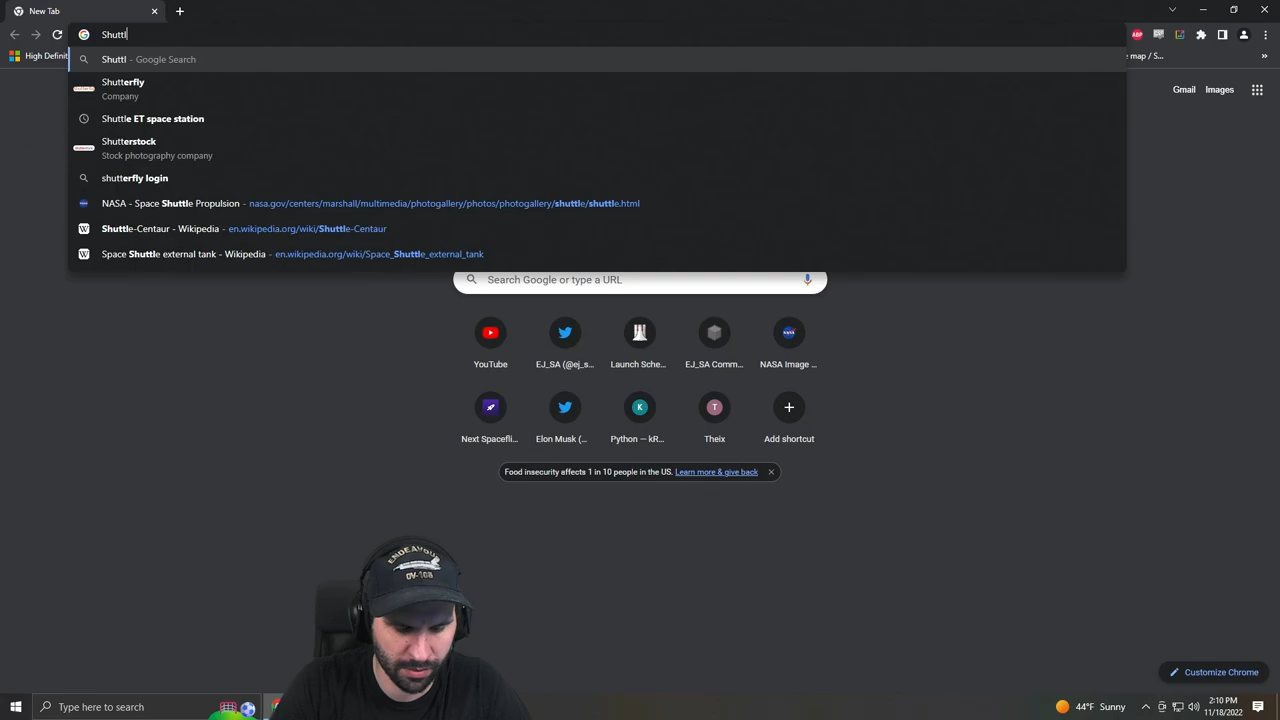 New Tab
Shuttl
High Definit
e map / S...
»
Shuttl - Google Search
Shutterfly
Company
Shuttle ET space station
Shutterstock
Stock photography company
shutterfly login
NASA - Space Shuttle Propulsion - nasa.gov/centers/marshall/multimedia/photogallery/photos/photogallery/shuttle/shuttle.html
Shuttle-Centaur - Wikipedia - en.wikipedia.org/wiki/Shuttle-Centaur
Space Shuttle external tank - Wikipedia - en.wikipedia.org/wiki/Space_Shuttle_external_tank
Gmail Images
Search Google or type a URL
YouTube
EJ_SA (@ej_s...
Launch Sche...
EJ_SA Comm...
NASA Image ...
Next Spacefli...
Elon Musk (...
Python — kR...
Theix
Add shortcut
Food insecurity affects 1 in 10 people in the US. Learn more & give back
ENDEAVOUR
OV-105
Customize Chrome
Type here to search
44°F Sunny
2:10 PM
11/18/2022